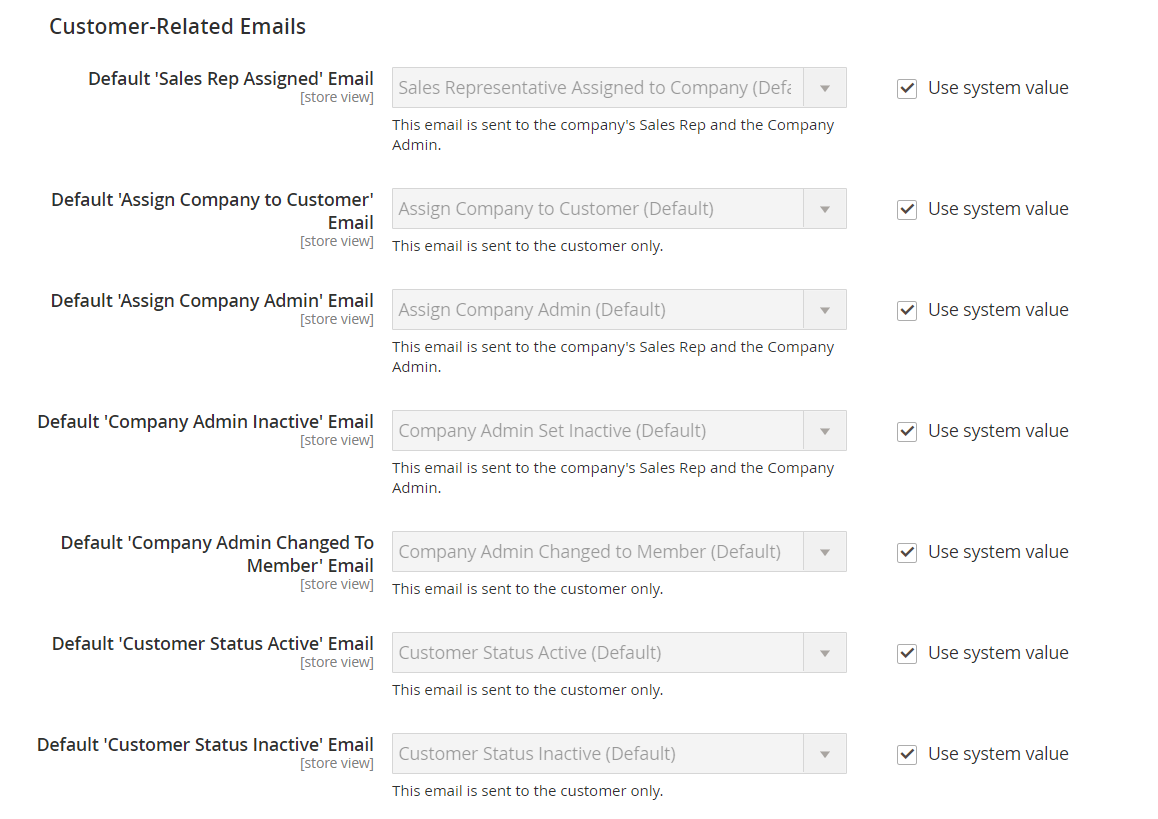 Customer-Related Emails
Default 'Sales Rep Assigned' Email
[store view]
Sales Representative Assigned to Company (Defa
Use system value
This email is sent to the company's Sales Rep and the Company
Admin.
Default 'Assign Company to Customer'
Email
[store view]
Assign Company to Customer (Default)
Use system value
This email is sent to the customer only.
Default 'Assign Company Admin' Email
[store view]
Assign Company Admin (Default)
Use system value
This email is sent to the company's Sales Rep and the Company
Admin.
Default 'Company Admin Inactive' Email
[store view]
Company Admin Set Inactive (Default)
Use system value
This email is sent to the company's Sales Rep and the Company
Admin.
Default 'Company Admin Changed To
Member' Email
[store view]
Company Admin Changed to Member (Default)
Use system value
This email is sent to the customer only.
Default 'Customer Status Active' Email
[store view]
Customer Status Active (Default)
Use system value
This email is sent to the customer only.
Default 'Customer Status Inactive' Email
[store view]
Customer Status Inactive (Default)
Use system value
This email is sent to the customer only.